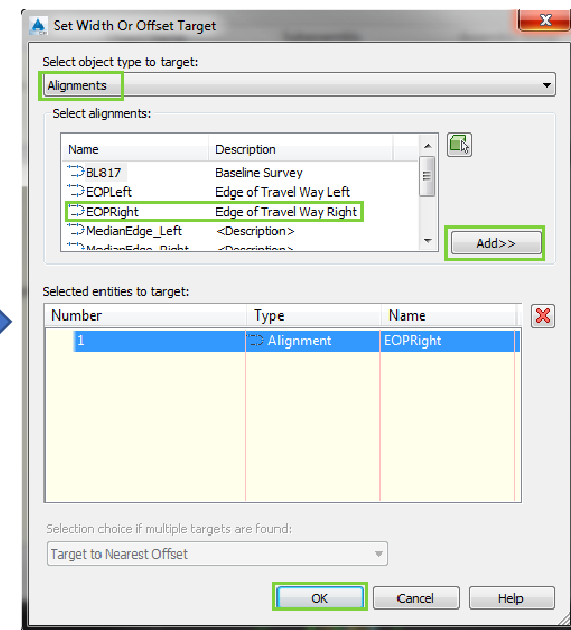 Set Width Or Offset Target
X
Select object type to target:
Alignments
Select alignments:
Name Description
BL817 Baseline Survey
EOPLeft Edge of Travel Way Left
EOPRight Edge of Travel Way Right
MedianEdge_Left <Description>
MedianEdge_Right <Description>
Add>>
Selected entities to target:
Number Type Name
1 Alignment EOPRight
Selection choice if multiple targets are found:
Target to Nearest Offset
OK Cancel Help